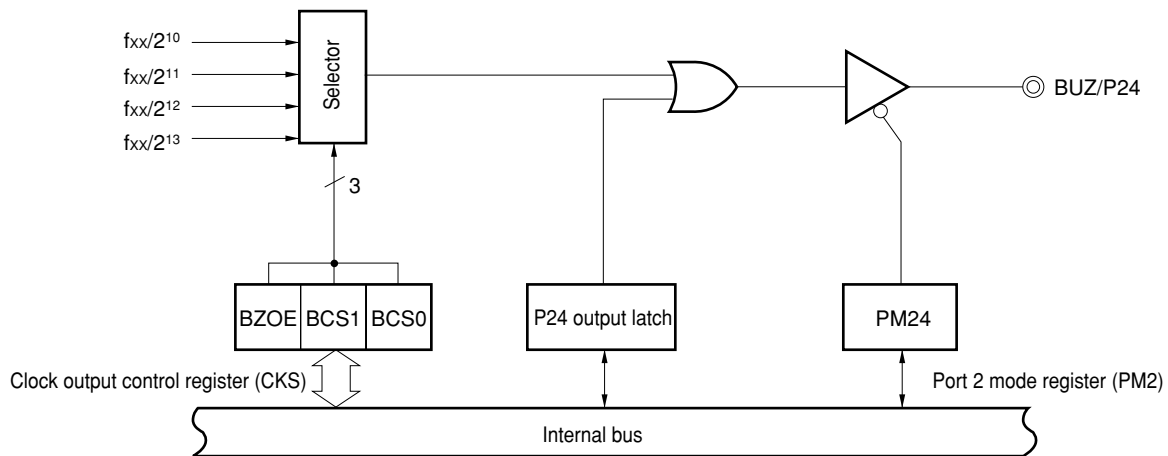 fxx/2¹⁰
fxx/2¹¹
fxx/2¹²
fxx/2¹³
Selector
BUZ/P24
3
BZOE
BCS1
BCS0
P24 output latch
PM24
Clock output control register (CKS)
Port 2 mode register (PM2)
Internal bus